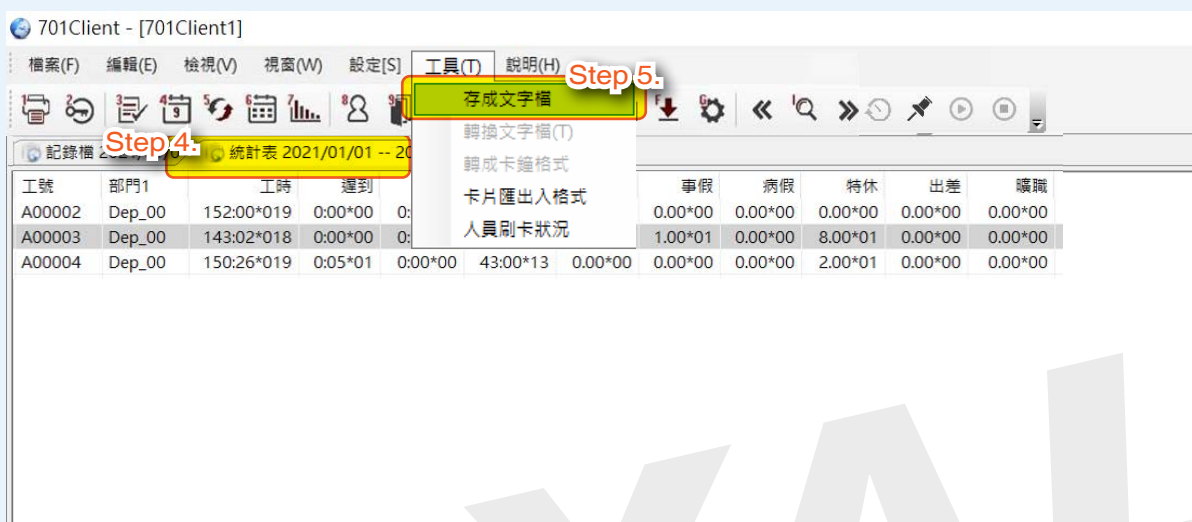 701Client - [701Client1]
檔案(F) 編輯(E) 檢視(V) 視窗(W) 設定[S] 工具(T) 說明(H)
Step 5.
存成文字檔
轉換文字檔(T)
轉成卡鐘格式
卡片匯出入格式
人員刷卡狀況
Step 4.
記錄檔 統計表 2021/01/01 -- 20
工號 部門1 工時 遲到 事假 病假 特休 出差 曠職
A00002 Dep_00 152:00*019 0:00*00 0: 0.00*00 0.00*00 0.00*00 0.00*00 0.00*00
A00003 Dep_00 143:02*018 0:00*00 0: 1.00*01 0.00*00 8.00*01 0.00*00 0.00*00
A00004 Dep_00 150:26*019 0:05*01 0:00*00 43:00*13 0.00*00 0.00*00 0.00*00 2.00*01 0.00*00 0.00*00